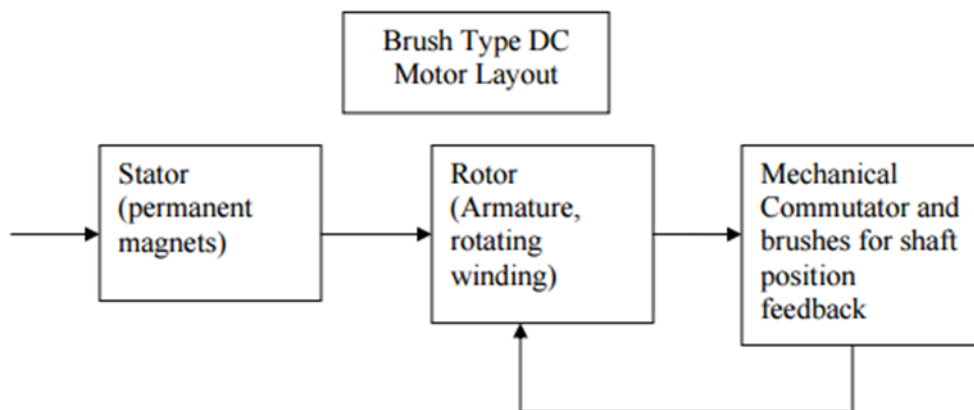 Brush Type DC
Motor Layout
Stator
(permanent
magnets)
Rotor
(Armature,
rotating
winding)
Mechanical
Commutator and
brushes for shaft
position
feedback